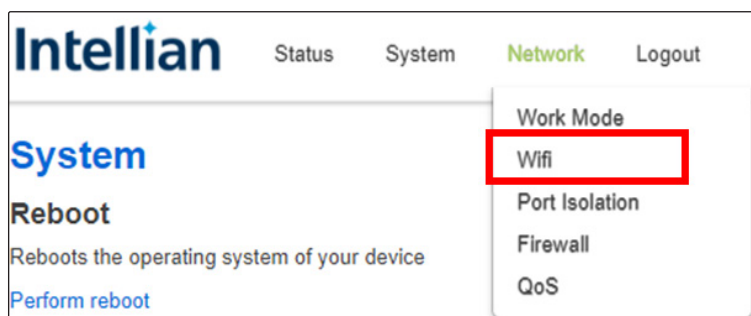 Intellian Status System Network Logout
Work Mode
Wifi
Port Isolation
Firewall
QoS
System
Reboot
Reboots the operating system of your device
Perform reboot